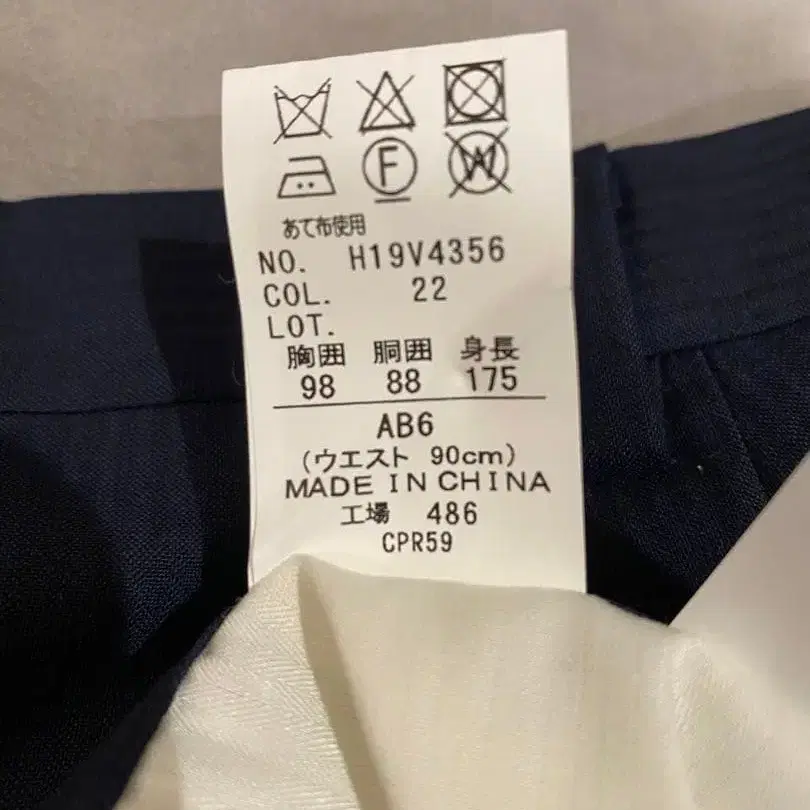 F W
あて布使用
NO. H19V4356
COL. 22
LOT.
胸囲 胴囲 身長
98 88 175
AB6
(ウエスト 90cm)
MADE IN CHINA
工場 486
CPR59